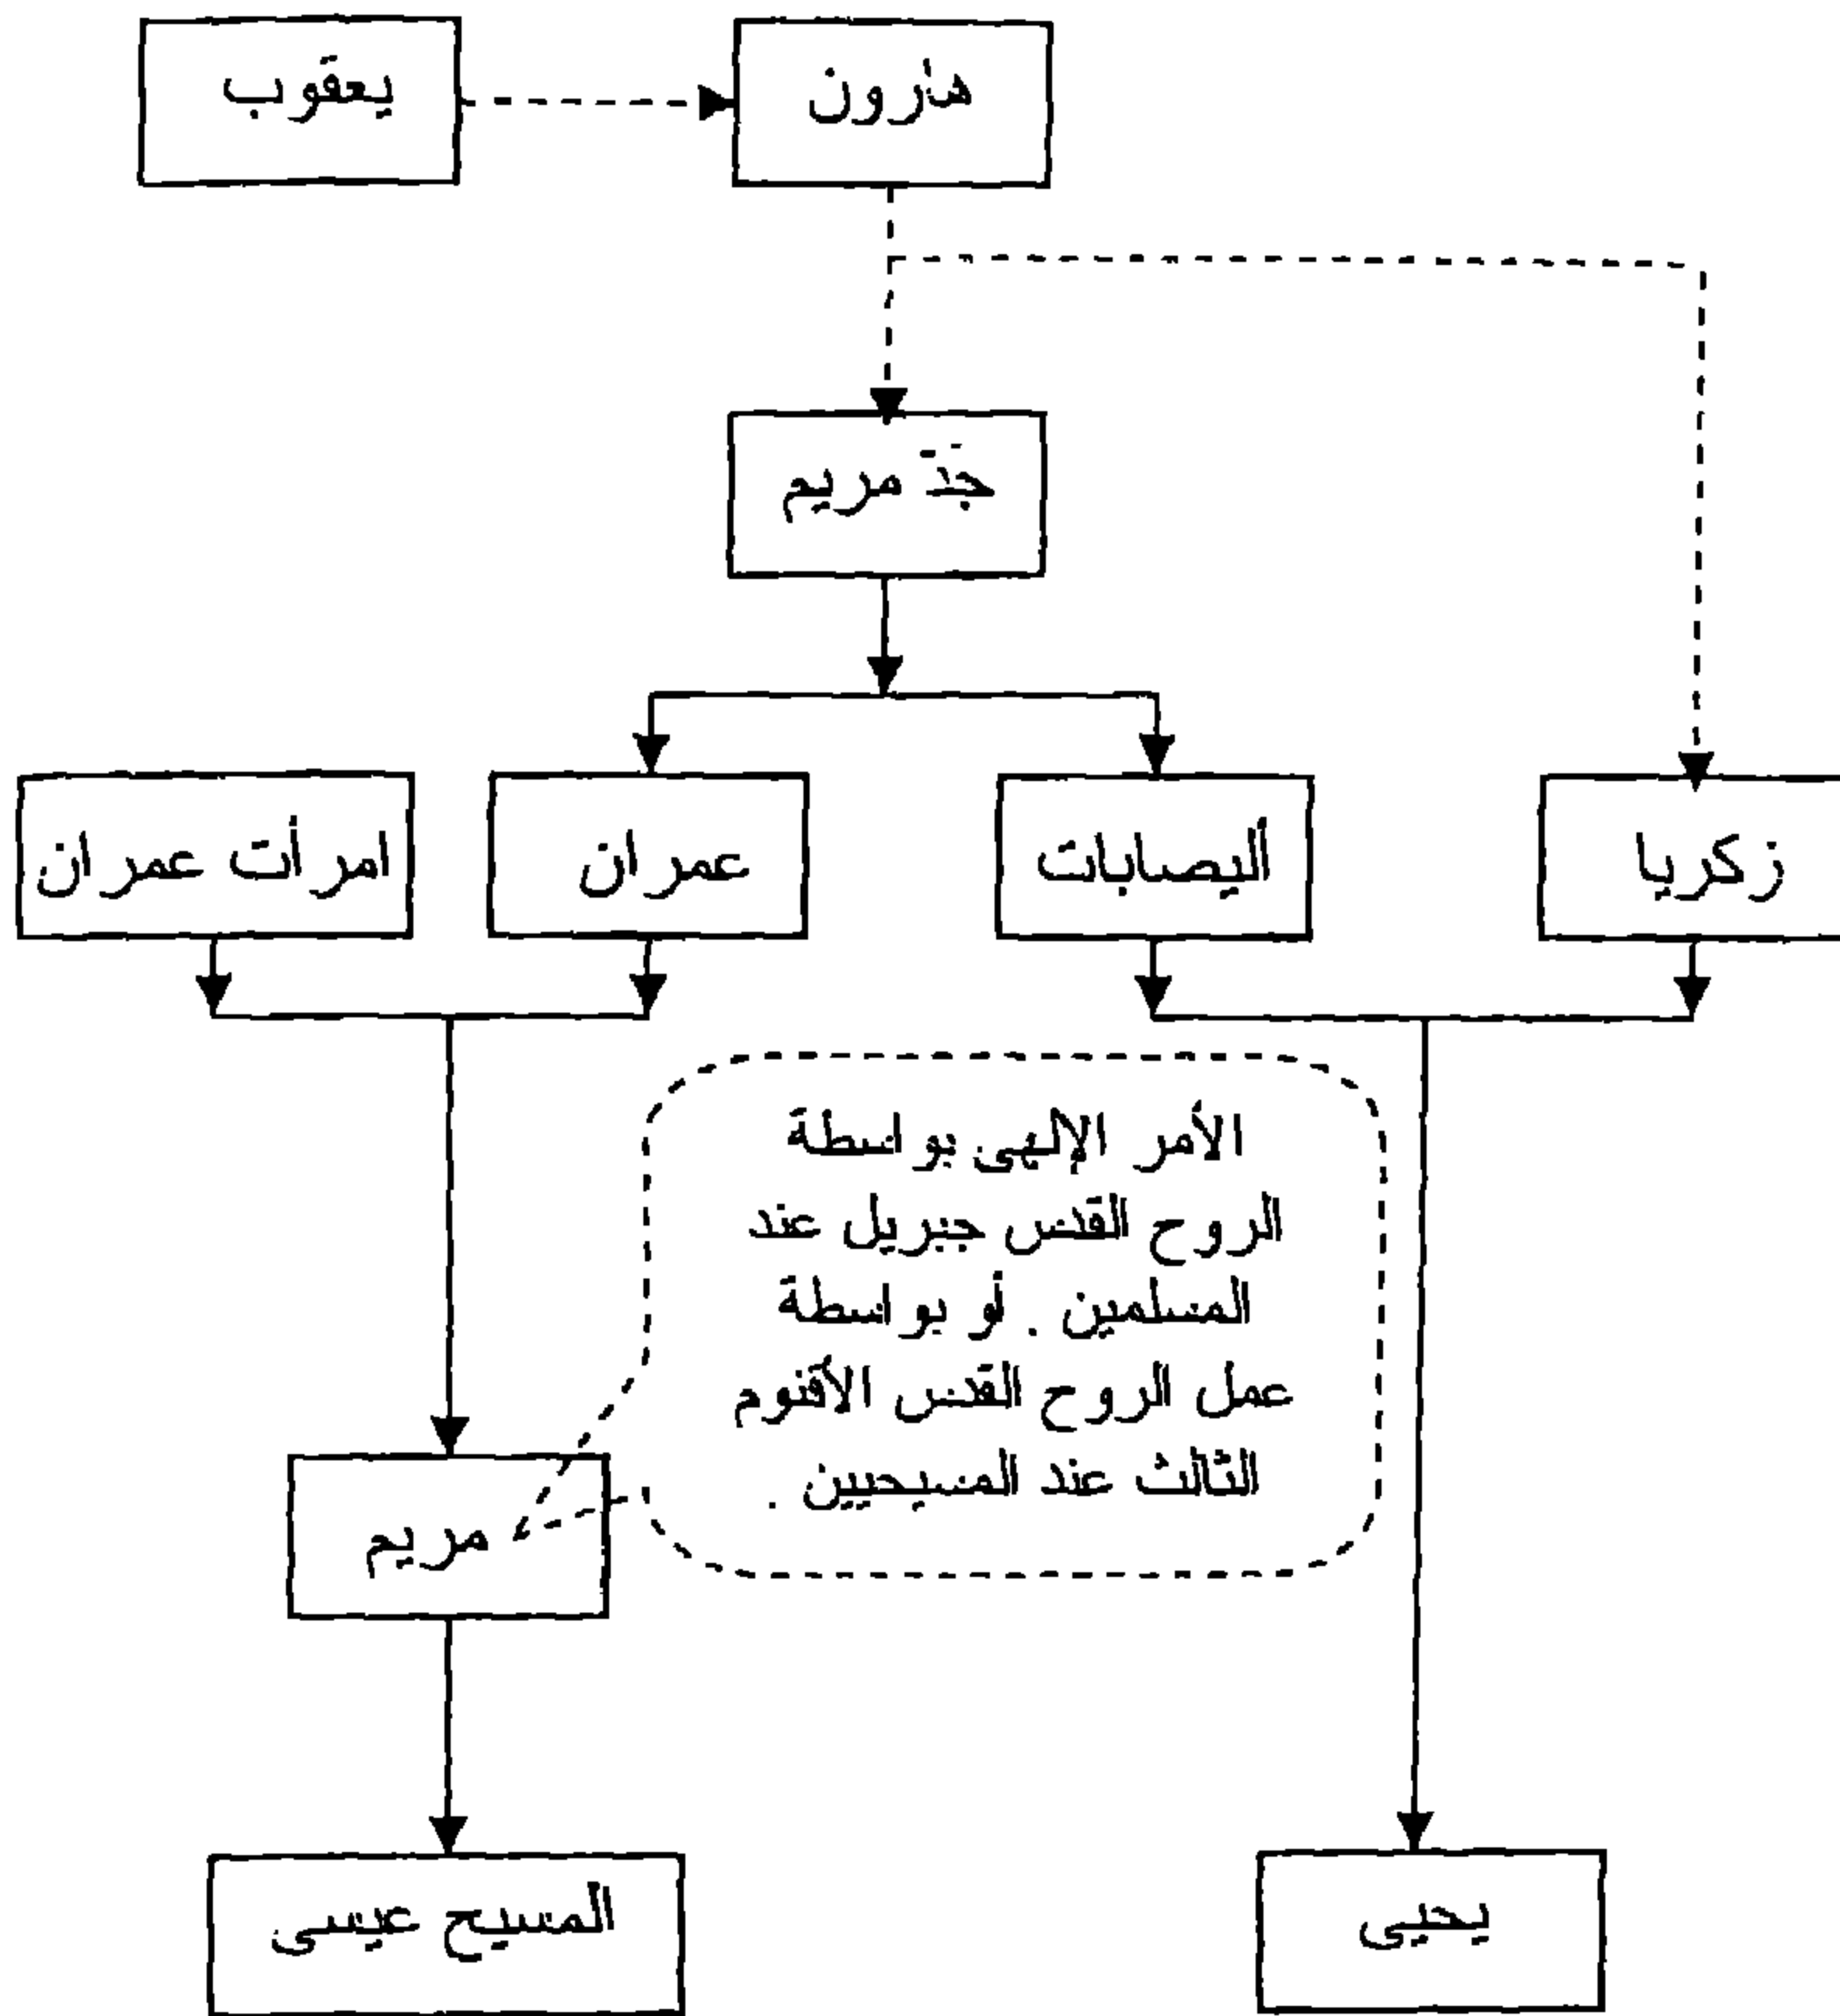 هارون
يعقوب
جدّ مريم
زكريا
أليصابات
عمران
امرأت عمران
الأمر الإلهى بواسطة
الروح القدس جبريل عند
المسلمين . أو بواسطة
عمل الروح القدس الأقنوم
الثالث عند المسيحيين .
مريم
يحيى
المسيح عيسى